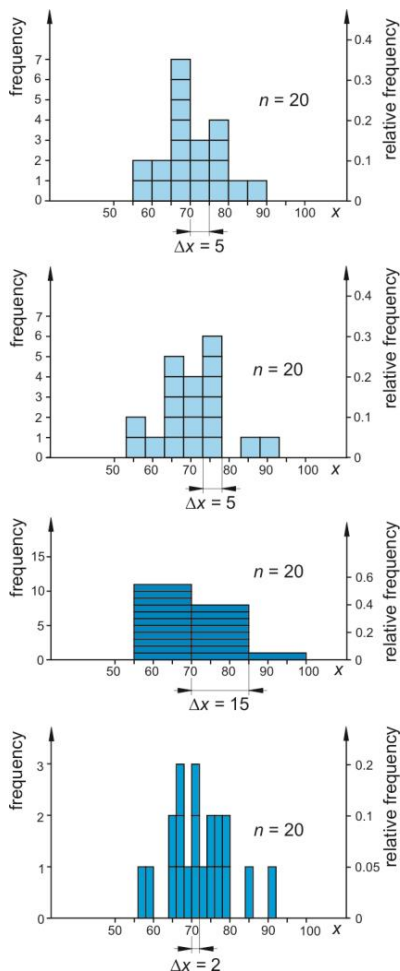 frequency
7
6
5
4
3
2
1
0
n = 20
relative frequency
0.4
0.3
0.2
0.1
0
50 60 70 80 90 100 x
Δx = 5
frequency
7
6
5
4
3
2
1
0
n = 20
relative frequency
0.4
0.3
0.2
0.1
0
50 60 70 80 90 100 x
Δx = 5
frequency
15
10
5
0
n = 20
relative frequency
0.6
0.4
0.2
0
50 60 70 80 90 100 x
Δx = 15
frequency
3
2
1
0
n = 20
relative frequency
0.2
0.1
0.05
0
50 60 70 80 90 100 x
Δx = 2